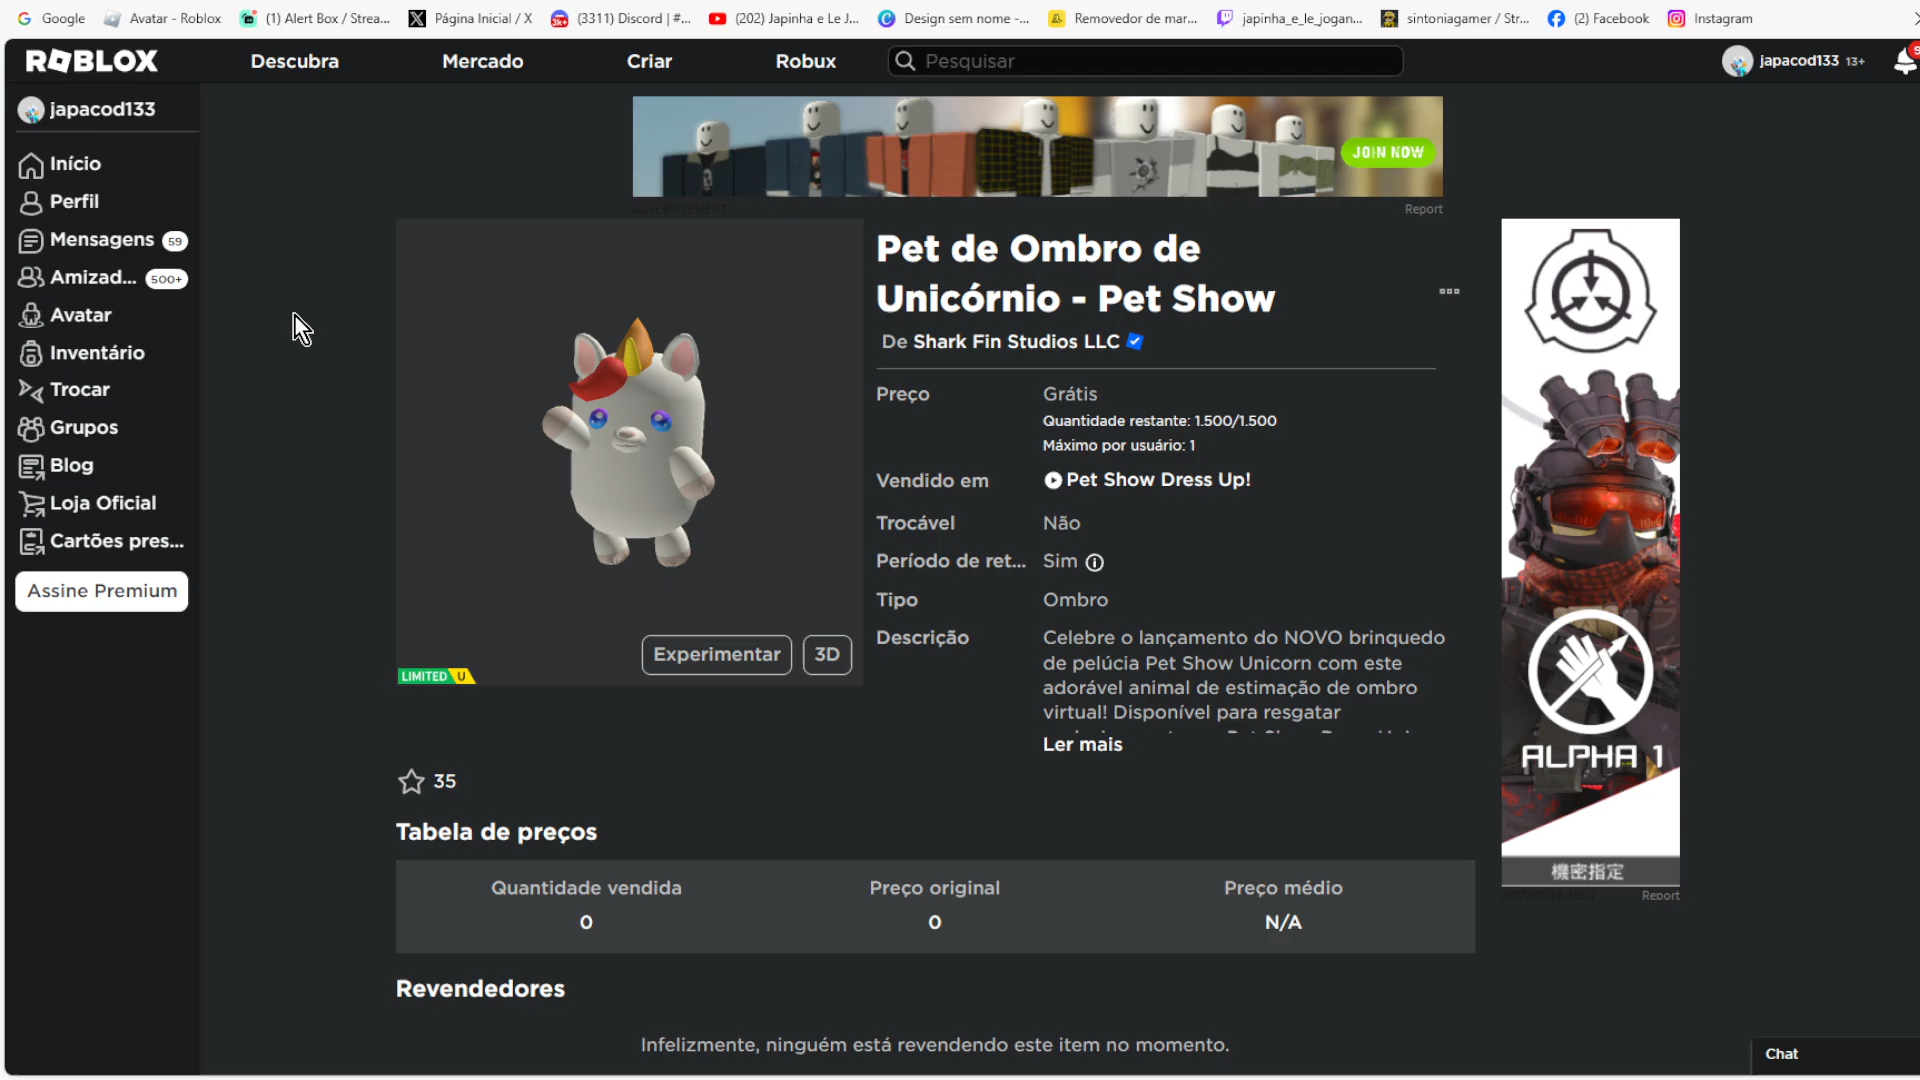 Google
Avatar - Roblox
(1) Alert Box / Strea...
Página Inicial / X
(3311) Discord | #...
(202) Japinha e Le J...
Design sem nome -...
Removedor de mar...
japinha_e_le_jogan...
sintoniagamer / Str...
(2) Facebook
Instagram
ROBLOX
Descubra
Mercado
Criar
Robux
Pesquisar
japacod133 13+
9
japacod133
Início
Perfil
Mensagens 59
Amizad... 500+
Avatar
Inventário
Trocar
Grupos
Blog
Loja Oficial
Cartões pres...
Assine Premium
JOIN NOW
ADVERTISEMENT
Report
LIMITED U
Experimentar
3D
Pet de Ombro de
Unicórnio - Pet Show
De Shark Fin Studios LLC
Preço Grátis
Quantidade restante: 1.500/1.500
Máximo por usuário: 1
Vendido em Pet Show Dress Up!
Trocável Não
Período de ret... Sim
Tipo Ombro
Descrição Celebre o lançamento do NOVO brinquedo
de pelúcia Pet Show Unicorn com este
adorável animal de estimação de ombro
virtual! Disponível para resgatar
Ler mais
35
Tabela de preços
Quantidade vendida Preço original Preço médio
0 0 N/A
Revendedores
Infelizmente, ninguém está revendendo este item no momento.
ALPHA 1
機密指定
ADVERTISEMENT
Report
Chat